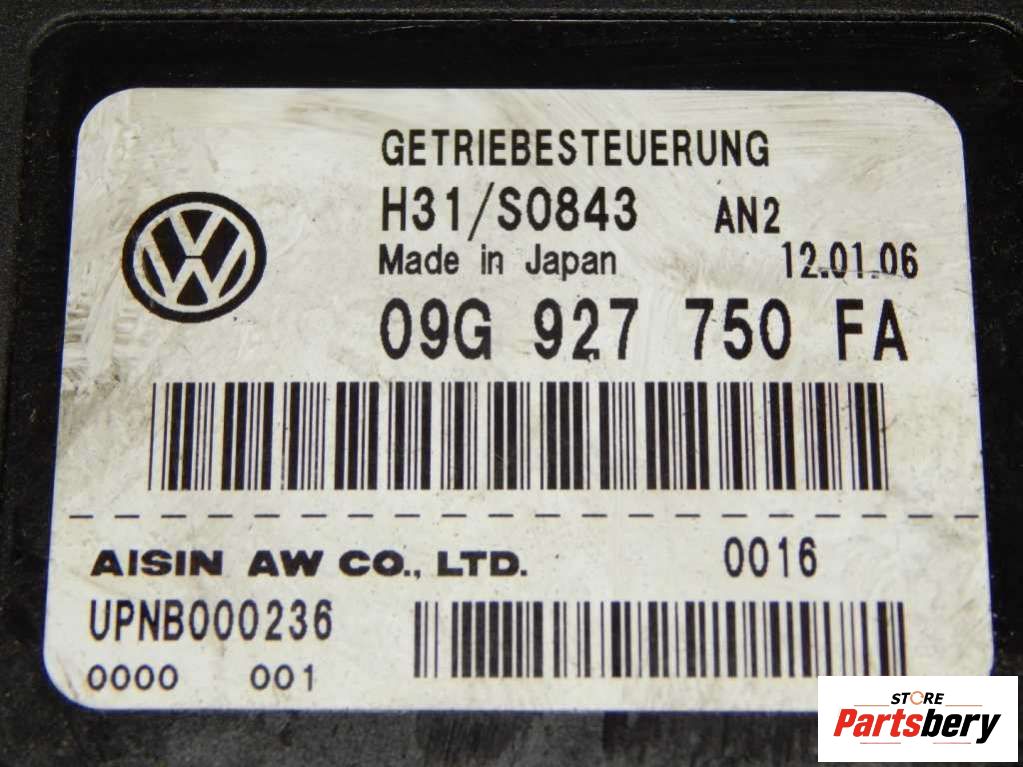 GETRIEBESTEUERUNG
H31/S0843 AN2
Made in Japan 12.01.06
09G 927 750 FA
AISIN AW CO., LTD. 0016
UPNB000236
0000 001
STORE
Partsbery